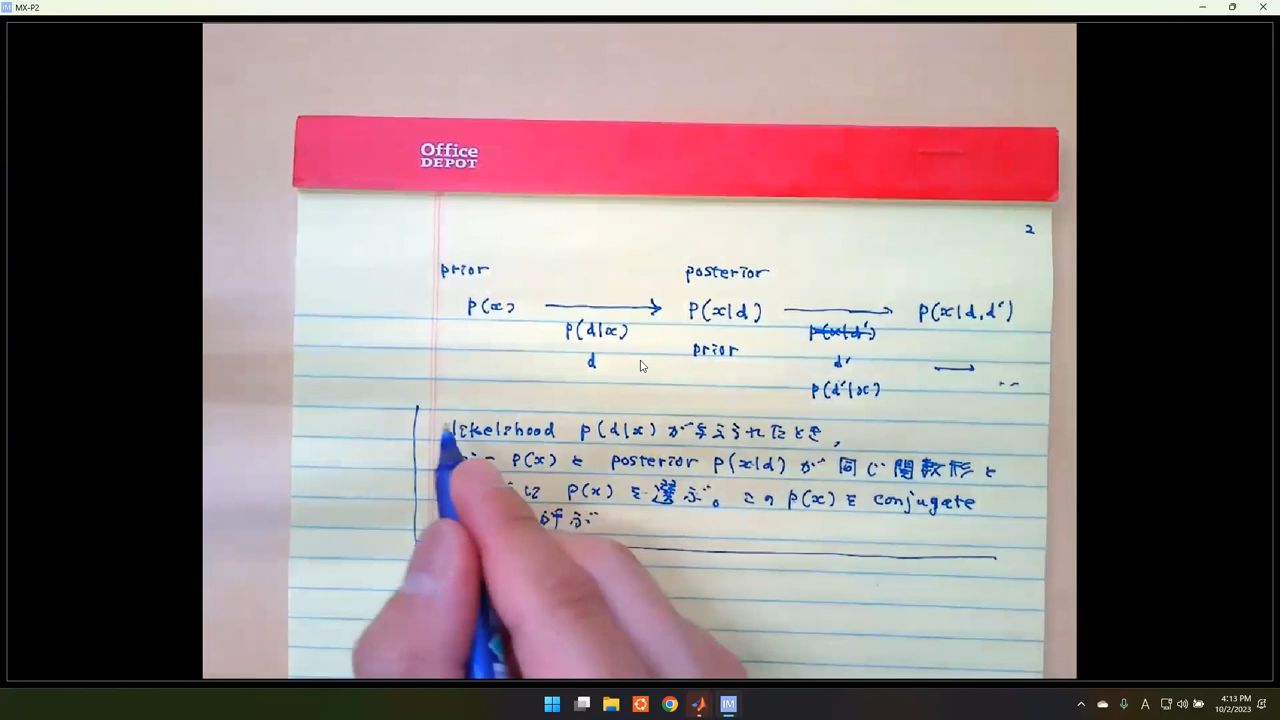 MX-P2
Office
DEPOT
2
prior posterior
p(x) p(x|d) p(x|d,d')
p(d|x) p(x|d')
d prior d'
p(d'|x)
likelihood p(d|x) が与えられたとき,
p(x) と posterior p(x|d) が 同じ関数形と
に p(x) を選ぶ。この p(x) を conjugate
呼ぶ
4:13 PM
10/2/2023